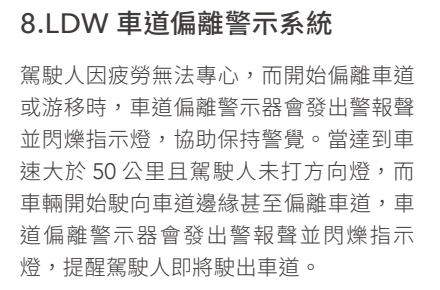 8.LDW 車道偏離警示系統
駕駛人因疲勞無法專心，而開始偏離車道
或游移時，車道偏離警示器會發出警報聲
並閃爍指示燈，協助保持警覺。當達到車
速大於 50 公里且駕駛人未打方向燈，而
車輛開始駛向車道邊緣甚至偏離車道，車
道偏離警示器會發出警報聲並閃爍指示
燈，提醒駕駛人即將駛出車道。